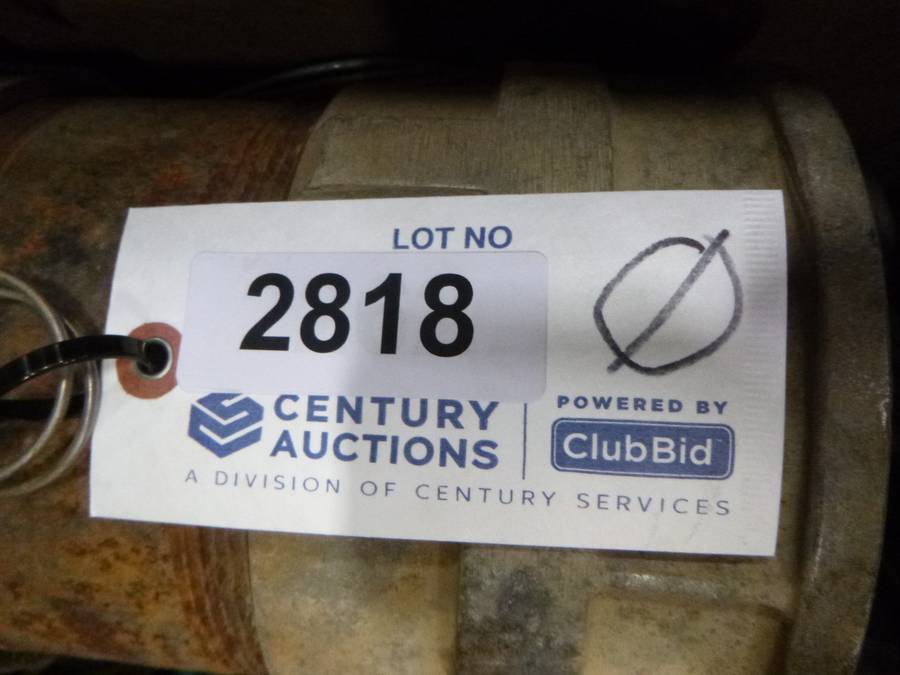 LOT NO
2818
Ø
CENTURY
AUCTIONS
POWERED BY
ClubBid
A DIVISION OF CENTURY SERVICES